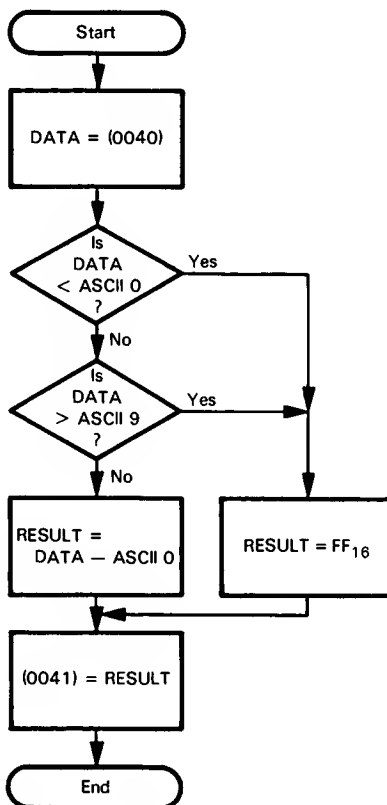 Start
DATA = (0040)
Is
DATA
< ASCII 0
?
Yes
No
Is
DATA
> ASCII 9
?
Yes
No
RESULT =
DATA – ASCII 0
RESULT = FF16
(0041) = RESULT
End